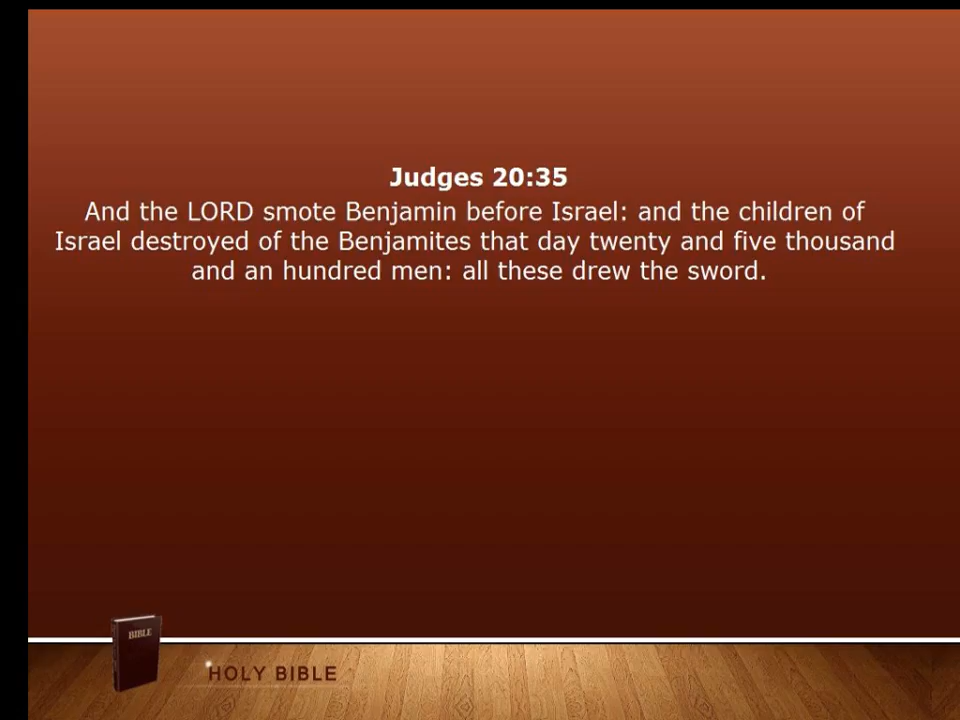 Judges 20:35
And the LORD smote Benjamin before Israel: and the children of
Israel destroyed of the Benjamites that day twenty and five thousand
and an hundred men: all these drew the sword.
BIBLE
HOLY BIBLE